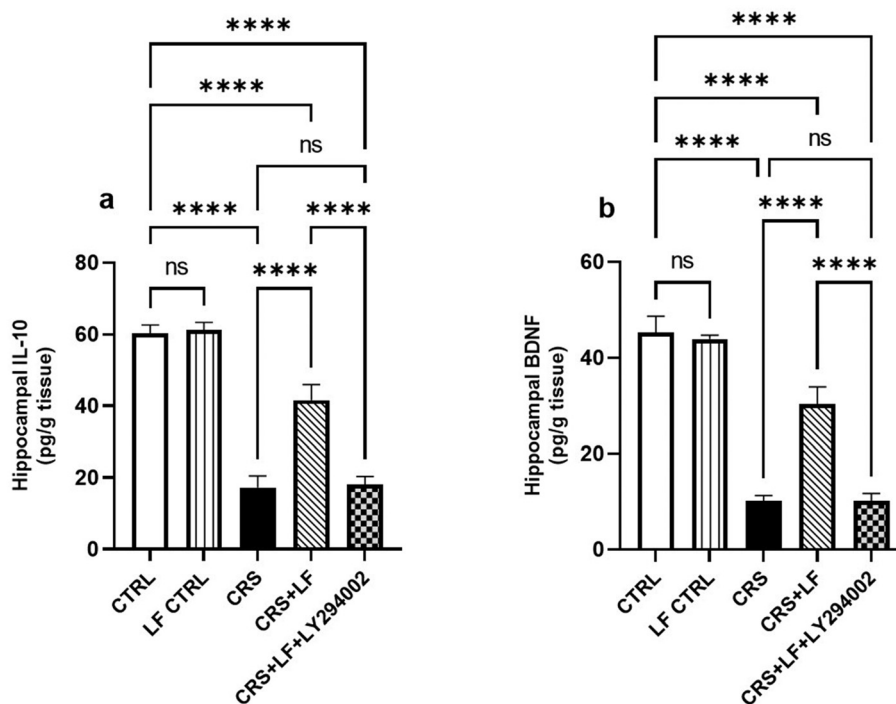 a
****
****
ns
****
****
ns
****
Hippocampal IL-10
(pg/g tissue)
80
60
40
20
0
CTRL
LF CTRL
CRS
CRS+LF
CRS+LF+LY294002
b
****
****
****
ns
****
ns
****
Hippocampal BDNF
(pg/g tissue)
60
40
20
0
CTRL
LF CTRL
CRS
CRS+LF
CRS+LF+LY294002